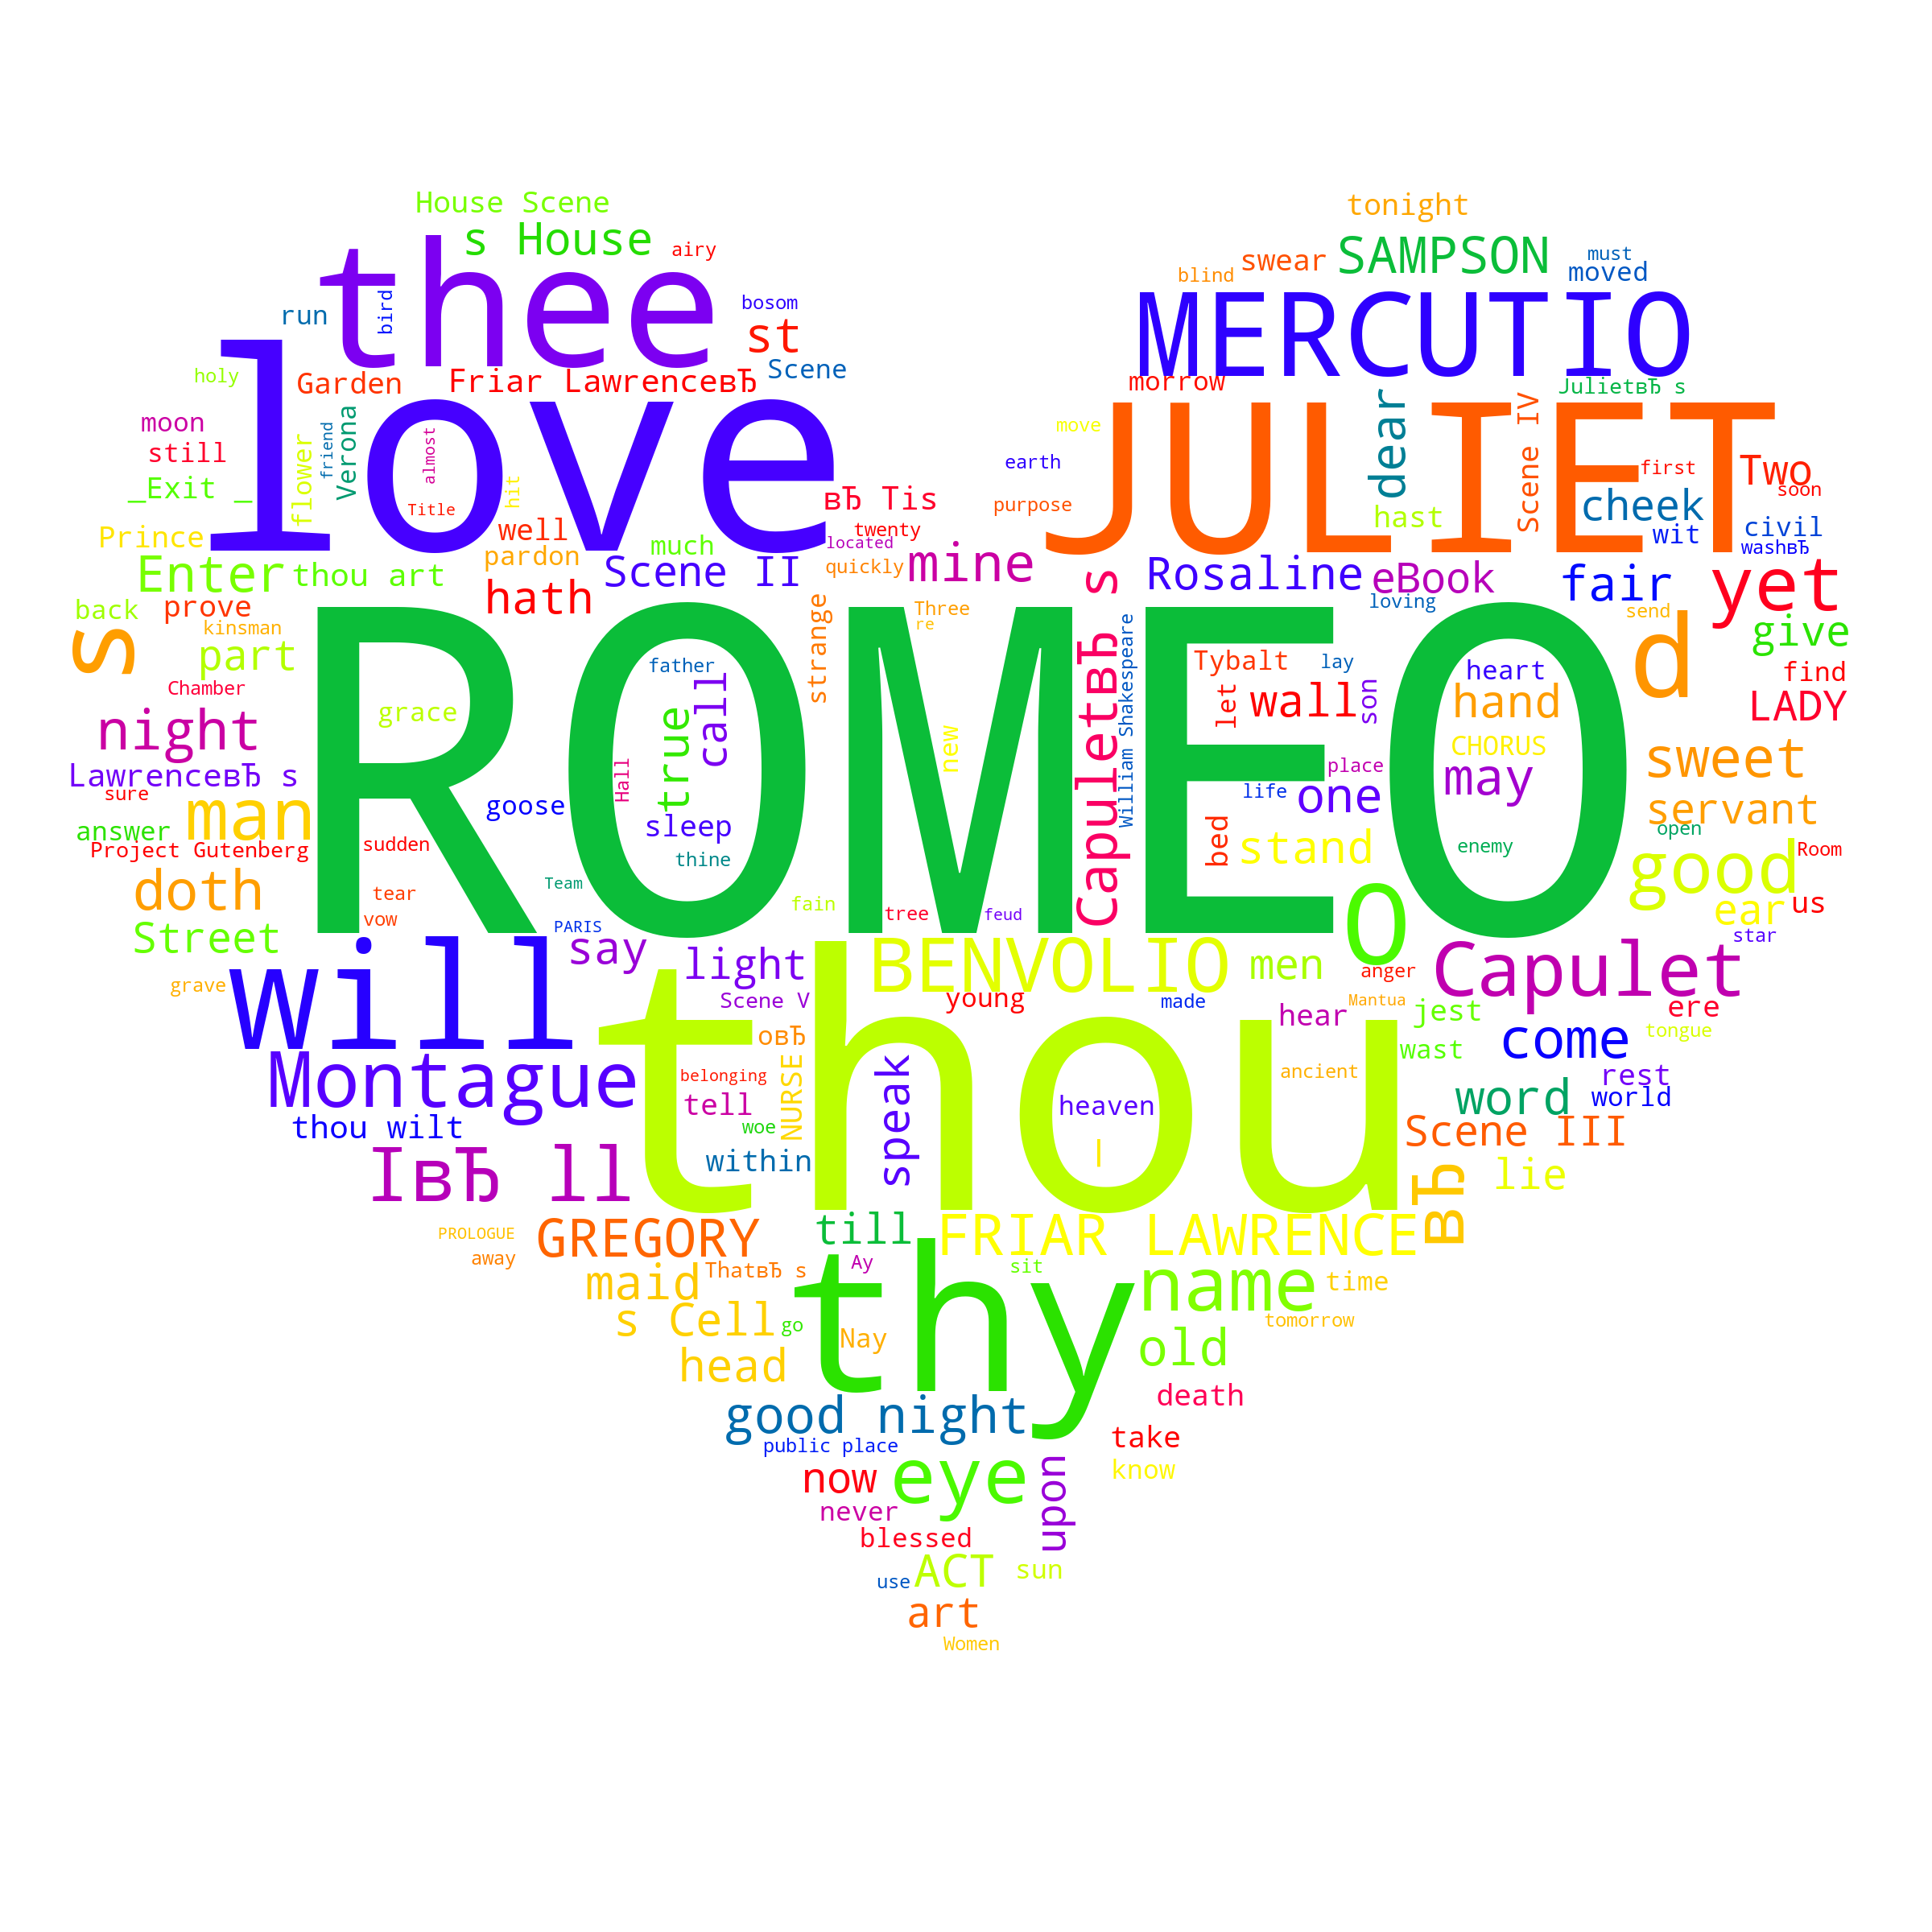 House Scene
tonight
s House
airy
SAMPSON
must
thee
swear
moved
blind
bird
bosom
MERCUTIO
run
st
love
Scene
holy
Garden
Friar LawrenceвЂ
morrow
JulietвЂ s
JULIET
dear
Scene IV
moon
Verona
friend
almost
move
still
flower
earth
first
Two
_Exit _
hit
вЂ Tis
purpose
cheek
soon
Title
hast
Prince
well
twenty
wit
civil
pardon
much
located
washвЂ
Enter
thou art
Scene II
quickly
mine
s
Rosaline
eBook
fair
yet
hath
back
prove
strange
Three
loving
send
s
kinsman
re
William Shakespeare
d
give
part
ROMEO
father
CapuletвЂ
Tybalt
lay
heart
find
Chamber
call
let
wall
son
hand
LADY
grace
true
night
new
CHORUS
sweet
LawrenceвЂ s
Hall
place
may
sure
man
goose
life
one
servant
answer
sleep
open
Project Gutenberg
sudden
thine
bed
stand
enemy
good
Room
doth
tear
Team
fain
tree
feud
O
ear
us
vow
PARIS
Street
say
light
BENVOLIO
men
star
will
grave
anger
Capulet
thou
Scene V
young
made
Mantua
hear
jest
ere
Montague
овЂ
wast
come
tongue
belonging
NURSE
speak
ancient
rest
tell
heaven
word
world
thou wilt
woe
Scene III
IвЂ ll
within
l
вЂ
lie
PROLOGUE
GREGORY
till
FRIAR LAWRENCE
away
ThatвЂ s
Ay
sit
maid
thy
name
time
s Cell
go
tomorrow
Nay
old
head
death
good night
public place
take
now
eye
upon
know
never
blessed
ACT
sun
use
art
Women